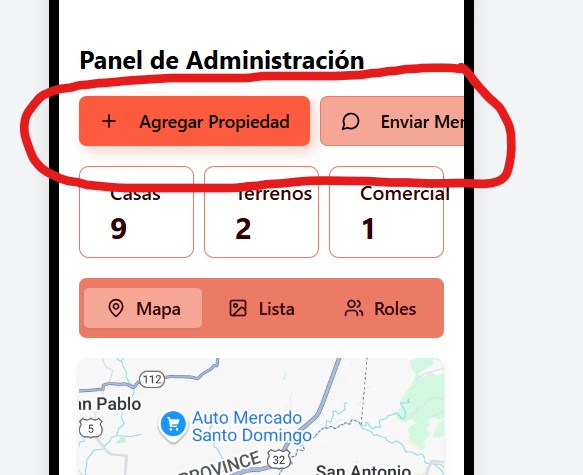 Panel de Administración
Agregar Propiedad
Enviar Men
Casas
Terrenos
Comercial
9
2
1
Mapa
Lista
Roles
112
n Pablo
5
Auto Mercado
Santo Domingo
PROVINCE
32
San Antonio